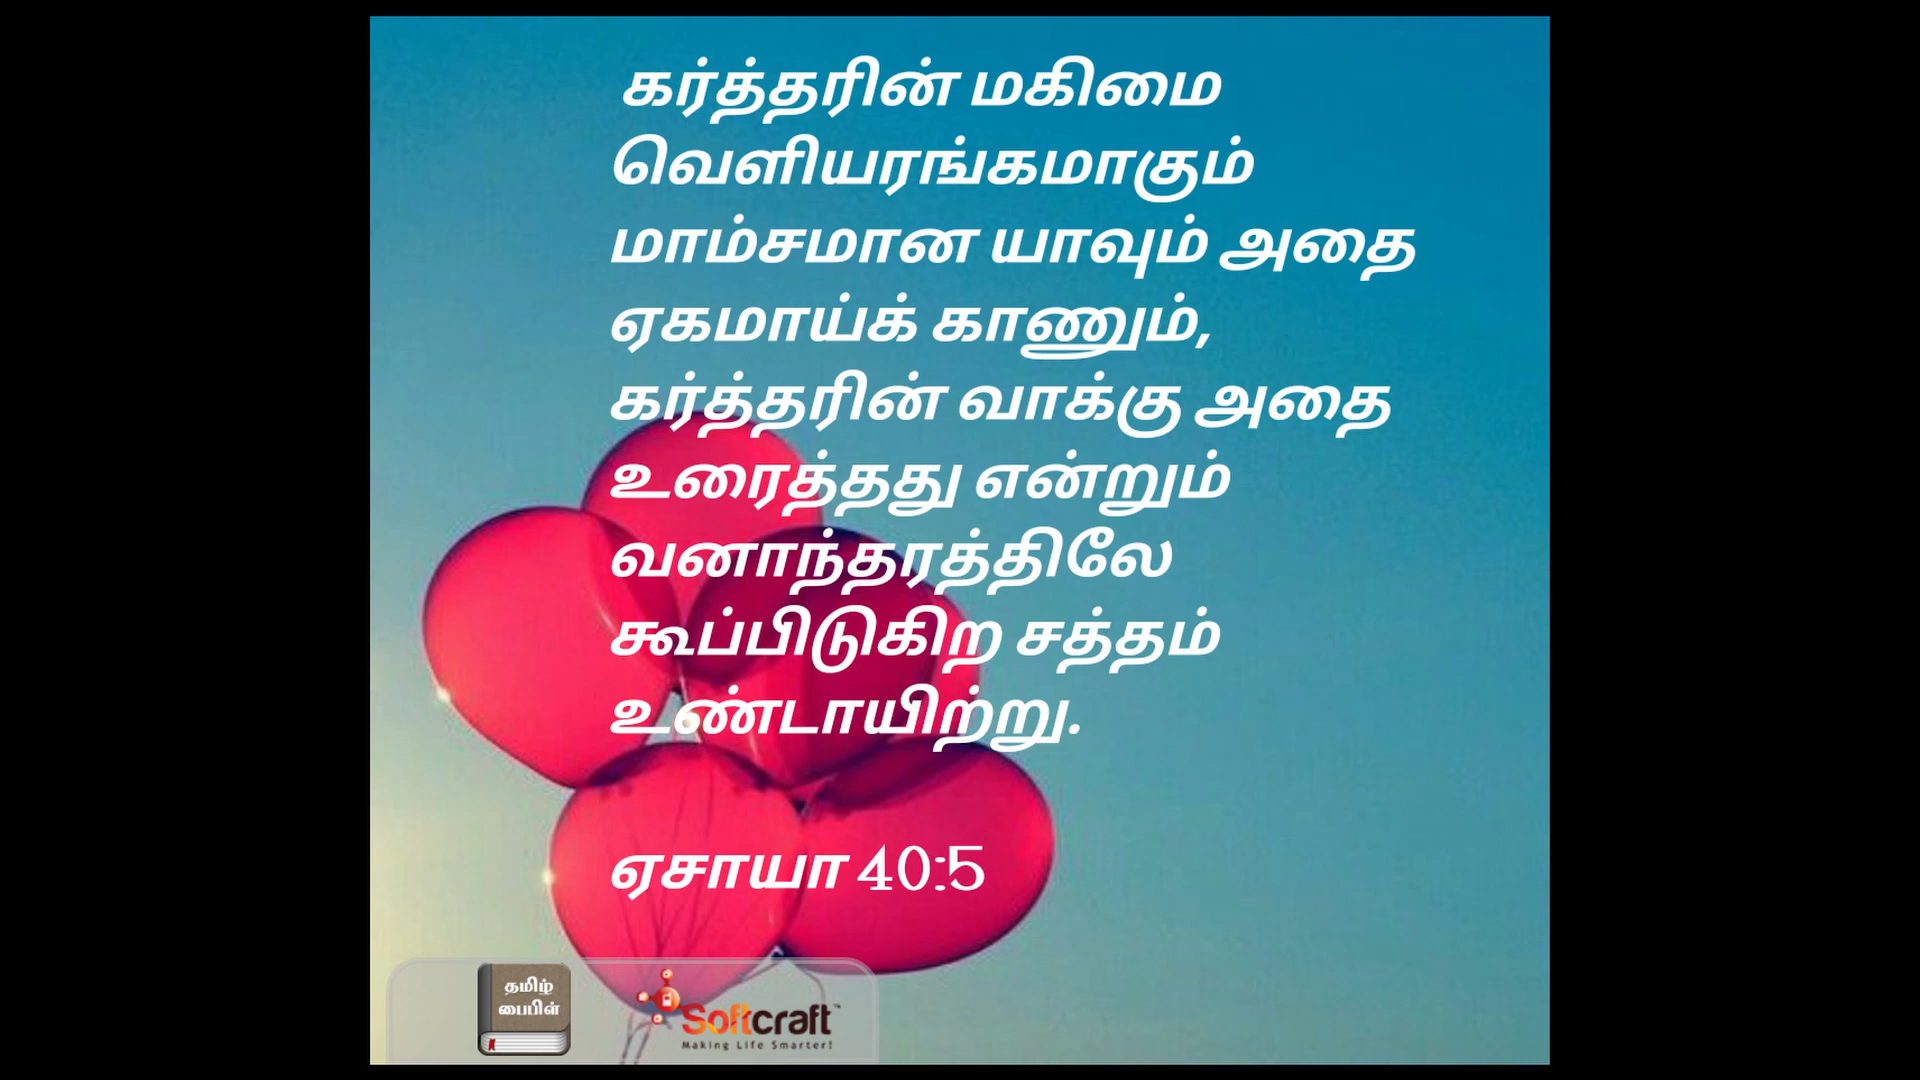 கர்த்தரின் மகிமை
வெளியரங்கமாகும்
மாம்சமான யாவும் அதை
ஏகமாய்க் காணும்,
கர்த்தரின் வாக்கு அதை
உரைத்தது என்றும்
வனாந்தரத்திலே
கூப்பிடுகிற சத்தம்
உண்டாயிற்று.
ஏசாயா 40:5
தமிழ்
பைபிள்
Softcraft™
Making Life Smarter!